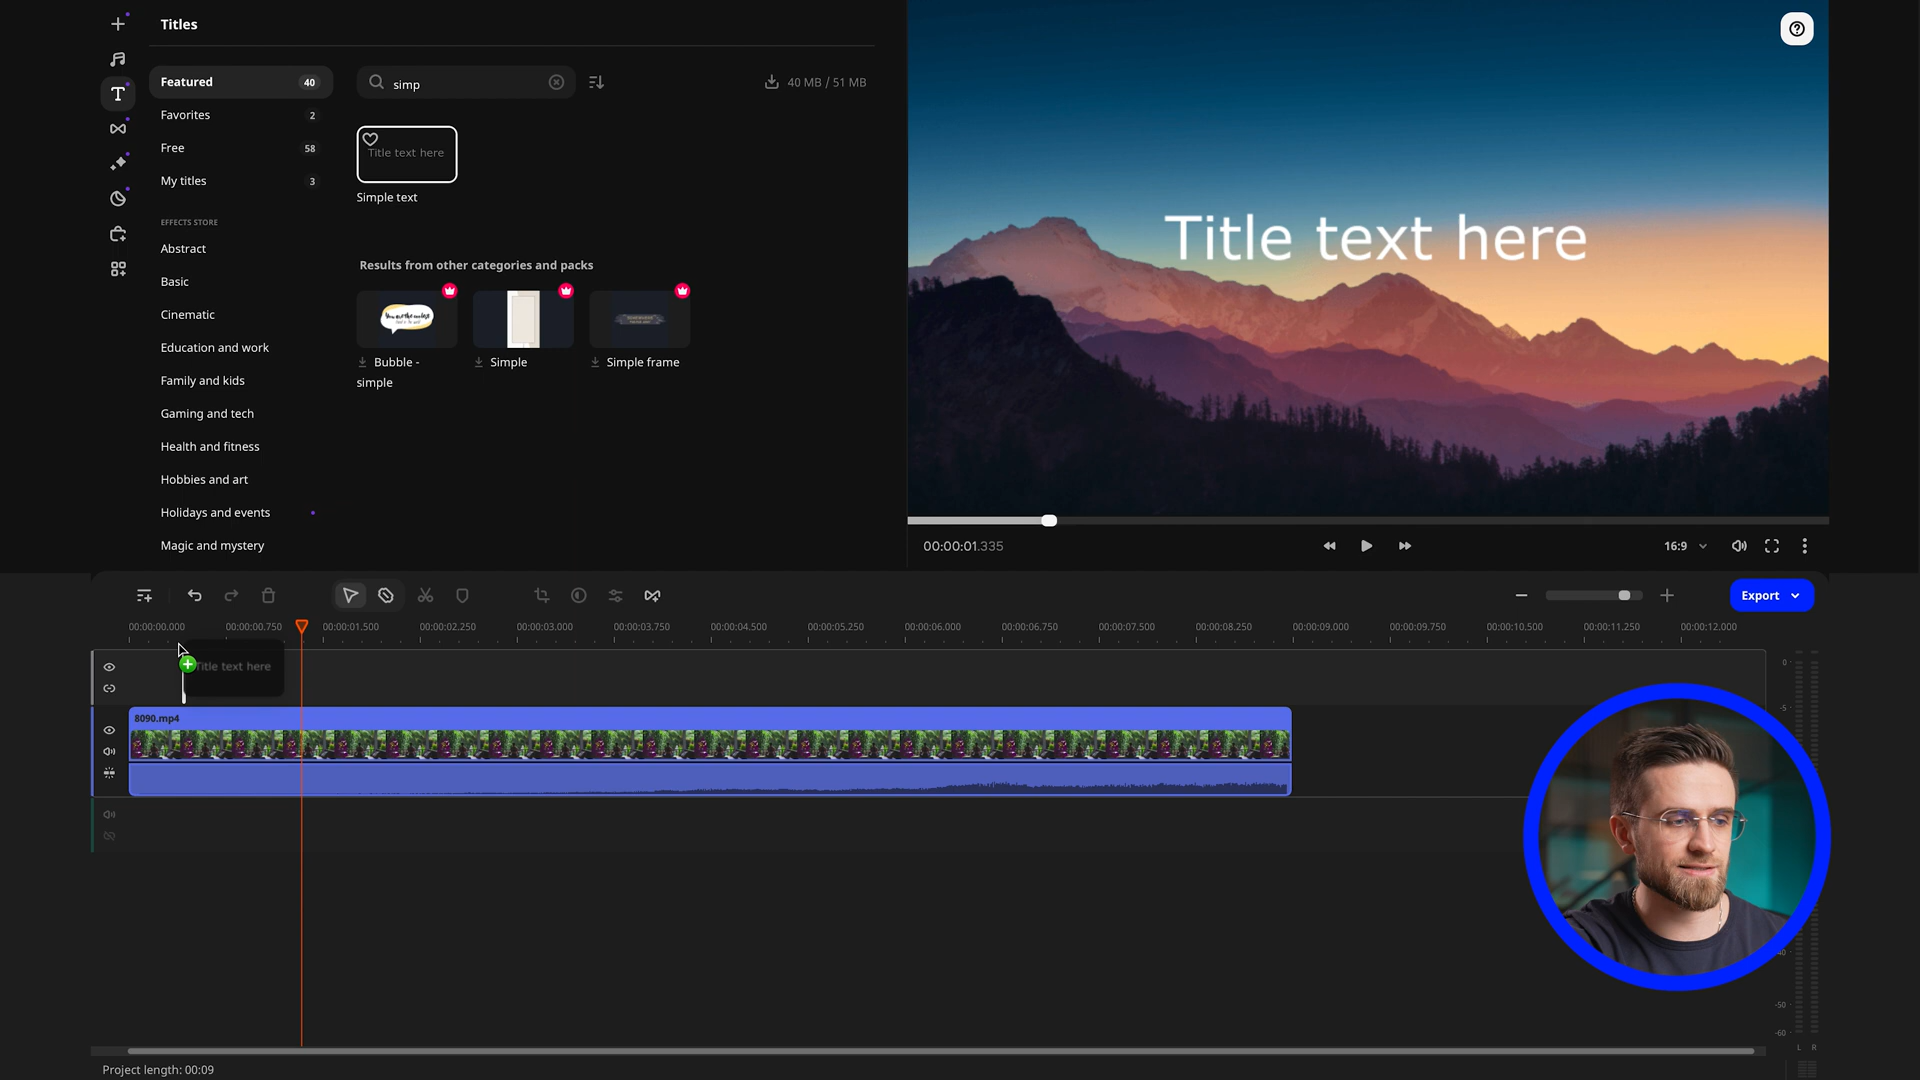 Titles
Featured 40
Favorites 2
Free 58
My titles 3
EFFECTS STORE
Abstract
Basic
Cinematic
Education and work
Family and kids
Gaming and tech
Health and fitness
Hobbies and art
Holidays and events
Magic and mystery
simp
40 MB / 51 MB
Title text here
Simple text
Results from other categories and packs
Bubble -
simple
Simple
Simple frame
Title text here
00:00:01.335
16:9
Export
00:00:00.000 00:00:00.750 00:00:01.500 00:00:02.250 00:00:03.000 00:00:03.750 00:00:04.500 00:00:05.250 00:00:06.000 00:00:06.750 00:00:07.500 00:00:08.250 00:00:09.000 00:00:09.750 00:00:10.500 00:00:11.250 00:00:12.000
Title text here
8090.mp4
0
-5
-50
-60
L R
Project length: 00:09